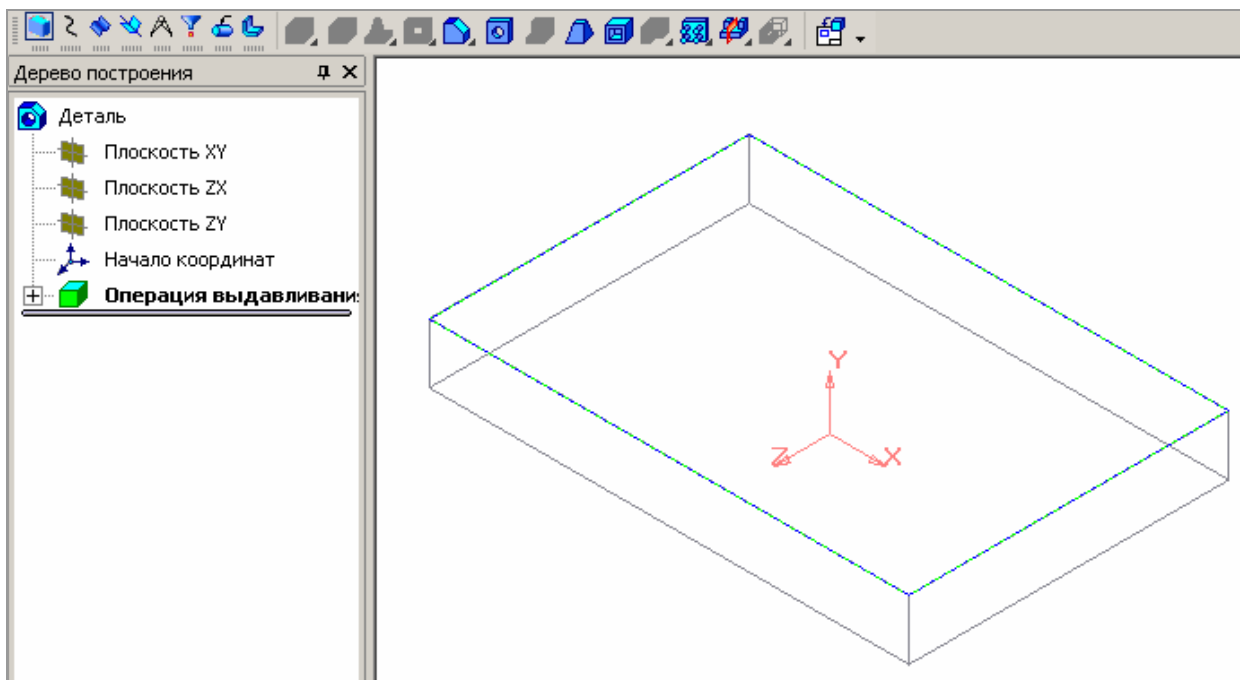 Дерево построения
Деталь
Плоскость XY
Плоскость ZX
Плоскость ZY
Начало координат
Операция выдавливани
Y
Z
X